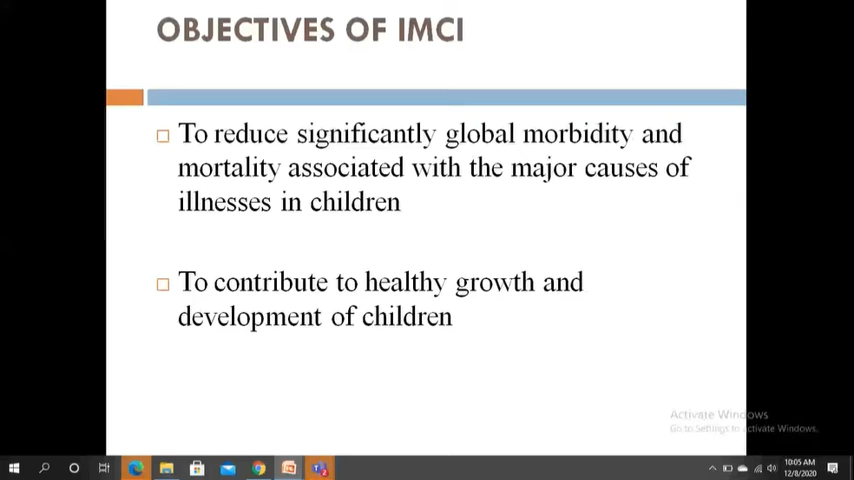 OBJECTIVES OF IMCI
To reduce significantly global morbidity and
mortality associated with the major causes of
illnesses in children
To contribute to healthy growth and
development of children
Activate Windows
Go to Settings to activate Windows.
10:05 AM
12/8/2020